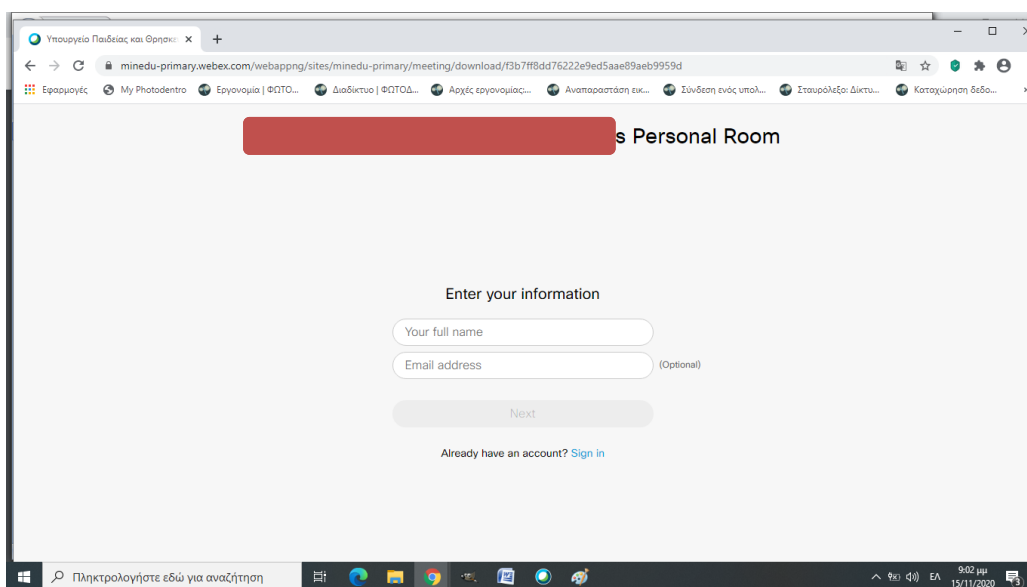 Υπουργείο Παιδείας και Θρησκε
minedu-primary.webex.com/webappng/sites/minedu-primary/meeting/download/f3b7ff8dd76222e9ed5aae89aeb9959d
Εφαρμογές My Photodentro Εργονομία | ΦΩΤΟ... Διαδίκτυο | ΦΩΤΟΔ... Αρχές εργονομίας:... Αναπαραστάση εικ... Σύνδεση ενός υπολ... Σταυρόλεξο: Δίκτυ... Καταχώρηση δεδο...
s Personal Room
Enter your information
Your full name
Email address (Optional)
Next
Already have an account? Sign in
Πληκτρολογήστε εδώ για αναζήτηση ΕΛ 9:02 μμ
15/11/2020